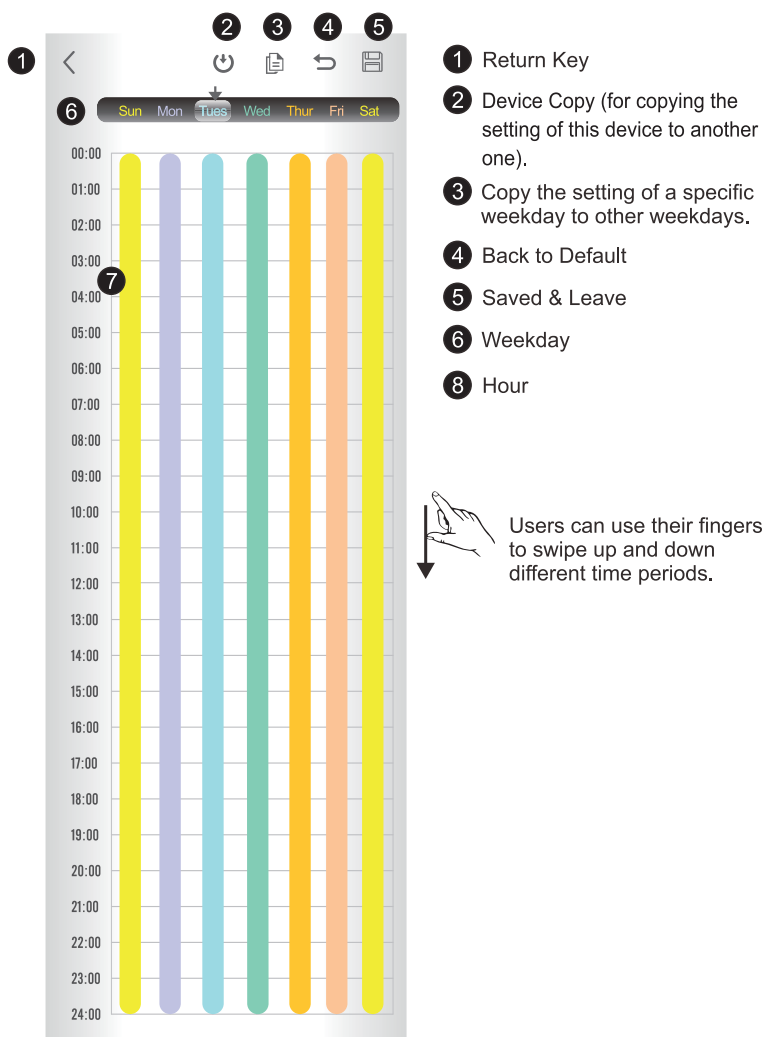 2 3 4 5
1
6 Sun Mon Tues Wed Thur Fri Sat
00:00
01:00
02:00
03:00
7
04:00
05:00
06:00
07:00
08:00
09:00
10:00
11:00
12:00
13:00
14:00
15:00
16:00
17:00
18:00
19:00
20:00
21:00
22:00
23:00
24:00
1 Return Key
2 Device Copy (for copying the
setting of this device to another
one).
3 Copy the setting of a specific
weekday to other weekdays.
4 Back to Default
5 Saved & Leave
6 Weekday
8 Hour
Users can use their fingers
to swipe up and down
different time periods.